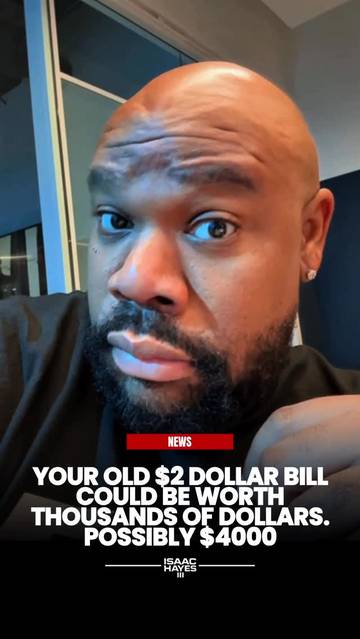 NEWS
YOUR OLD $2 DOLLAR BILL
COULD BE WORTH
THOUSANDS OF DOLLARS.
POSSIBLY $4000
ISAAC
HAYES
III